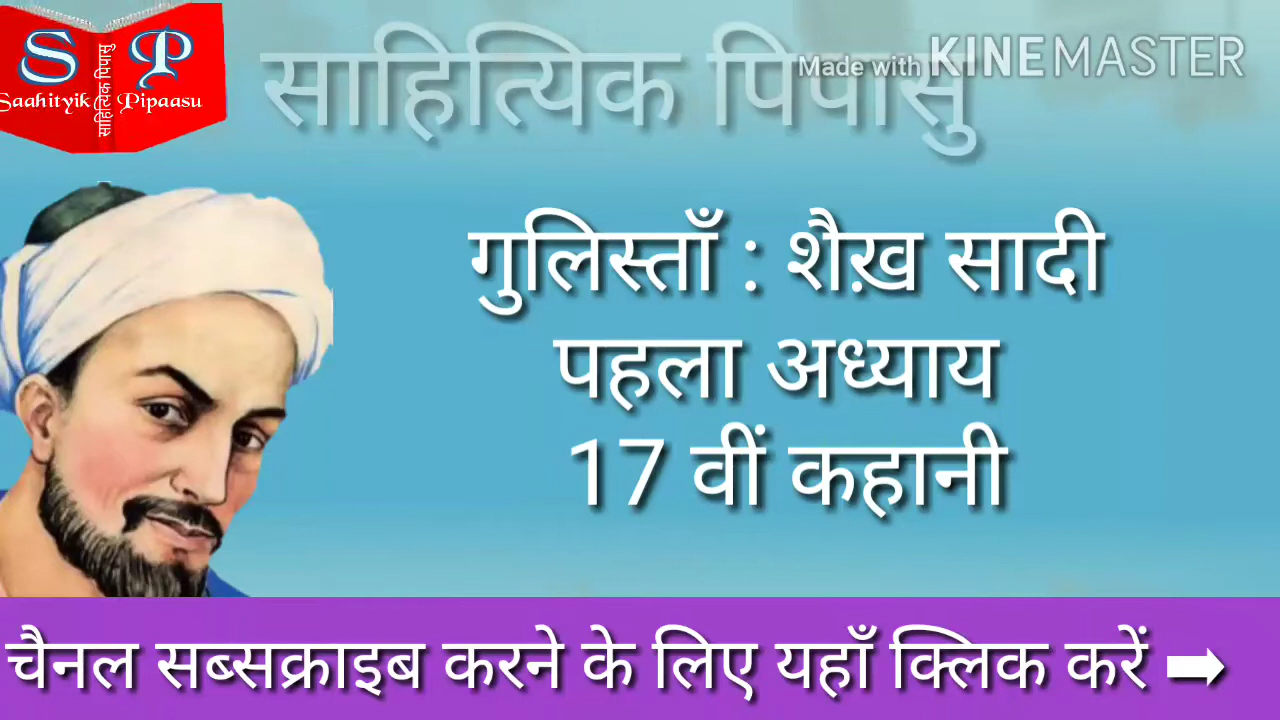 S P
Saahityik Pipaasu
साहित्यिक पिपासु
साहित्यिक पिपासु
Made with KINEMASTER
गुलिस्ताँ : शैख़ सादी
पहला अध्याय
17 वीं कहानी
चैनल सब्सक्राइब करने के लिए यहाँ क्लिक करें